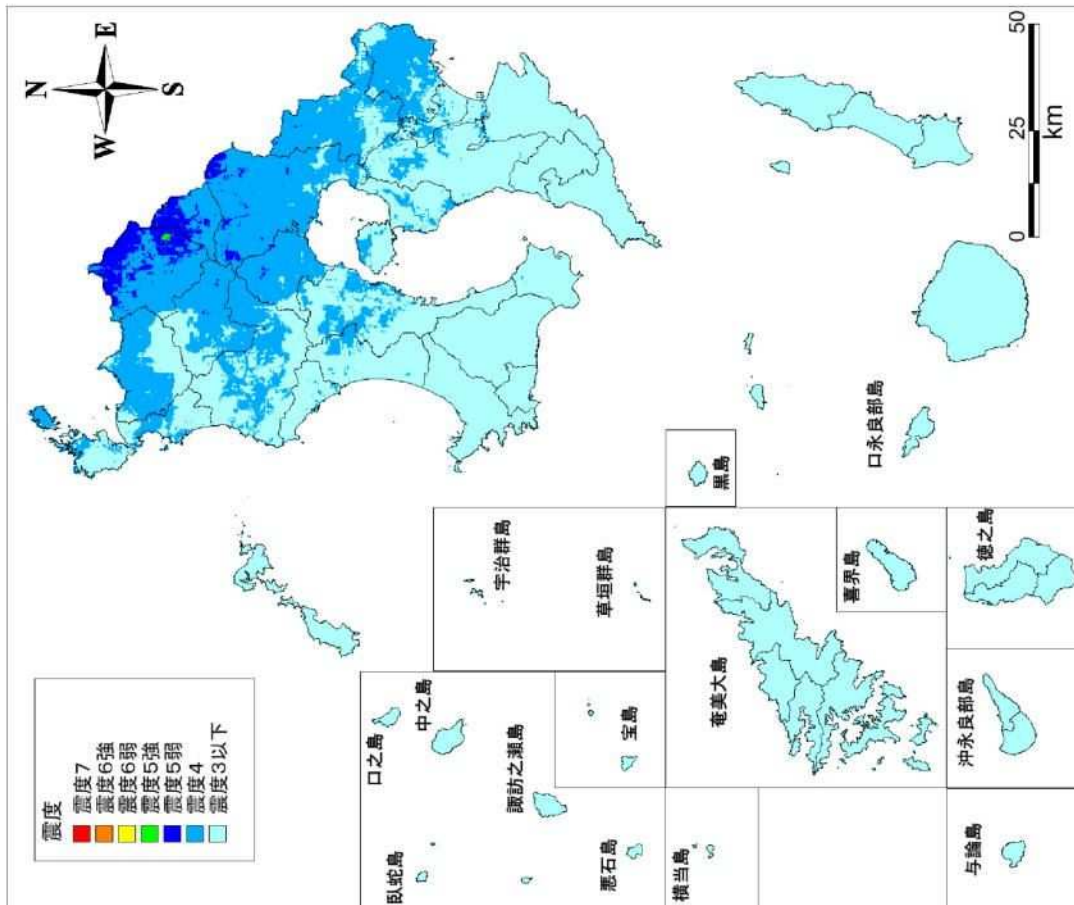 N
W
E
S
震度
震度7
震度6強
震度6弱
震度5強
震度5弱
震度4
震度3以下
口之島
中之島
臥蛇島
諏訪之瀬島
悪石島
宝島
横当島
宇治群島
草垣群島
黒島
口永良部島
奄美大島
喜界島
徳之島
沖永良部島
与論島
0
25
50
km